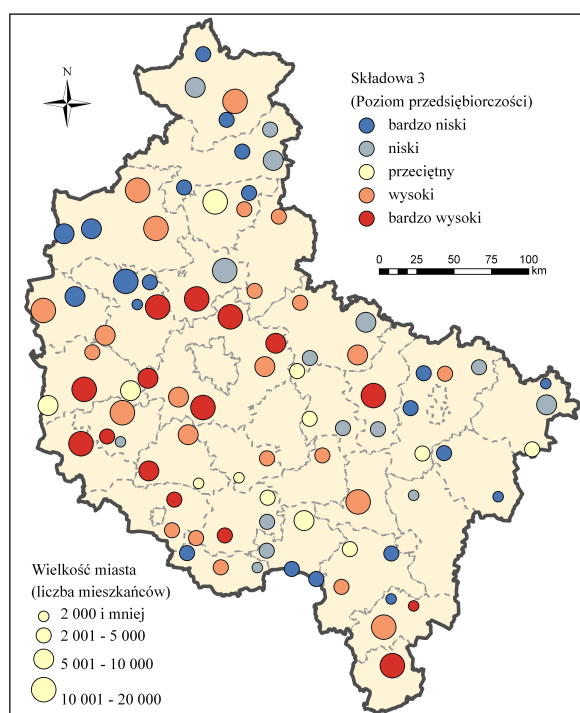 N
Składowa 3
(Poziom przedsiębiorczości)
bardzo niski
niski
przeciętny
wysoki
bardzo wysoki
0 25 50 75 100
km
Wielkość miasta
(liczba mieszkańców)
2 000 i mniej
2 001 - 5 000
5 001 - 10 000
10 001 - 20 000